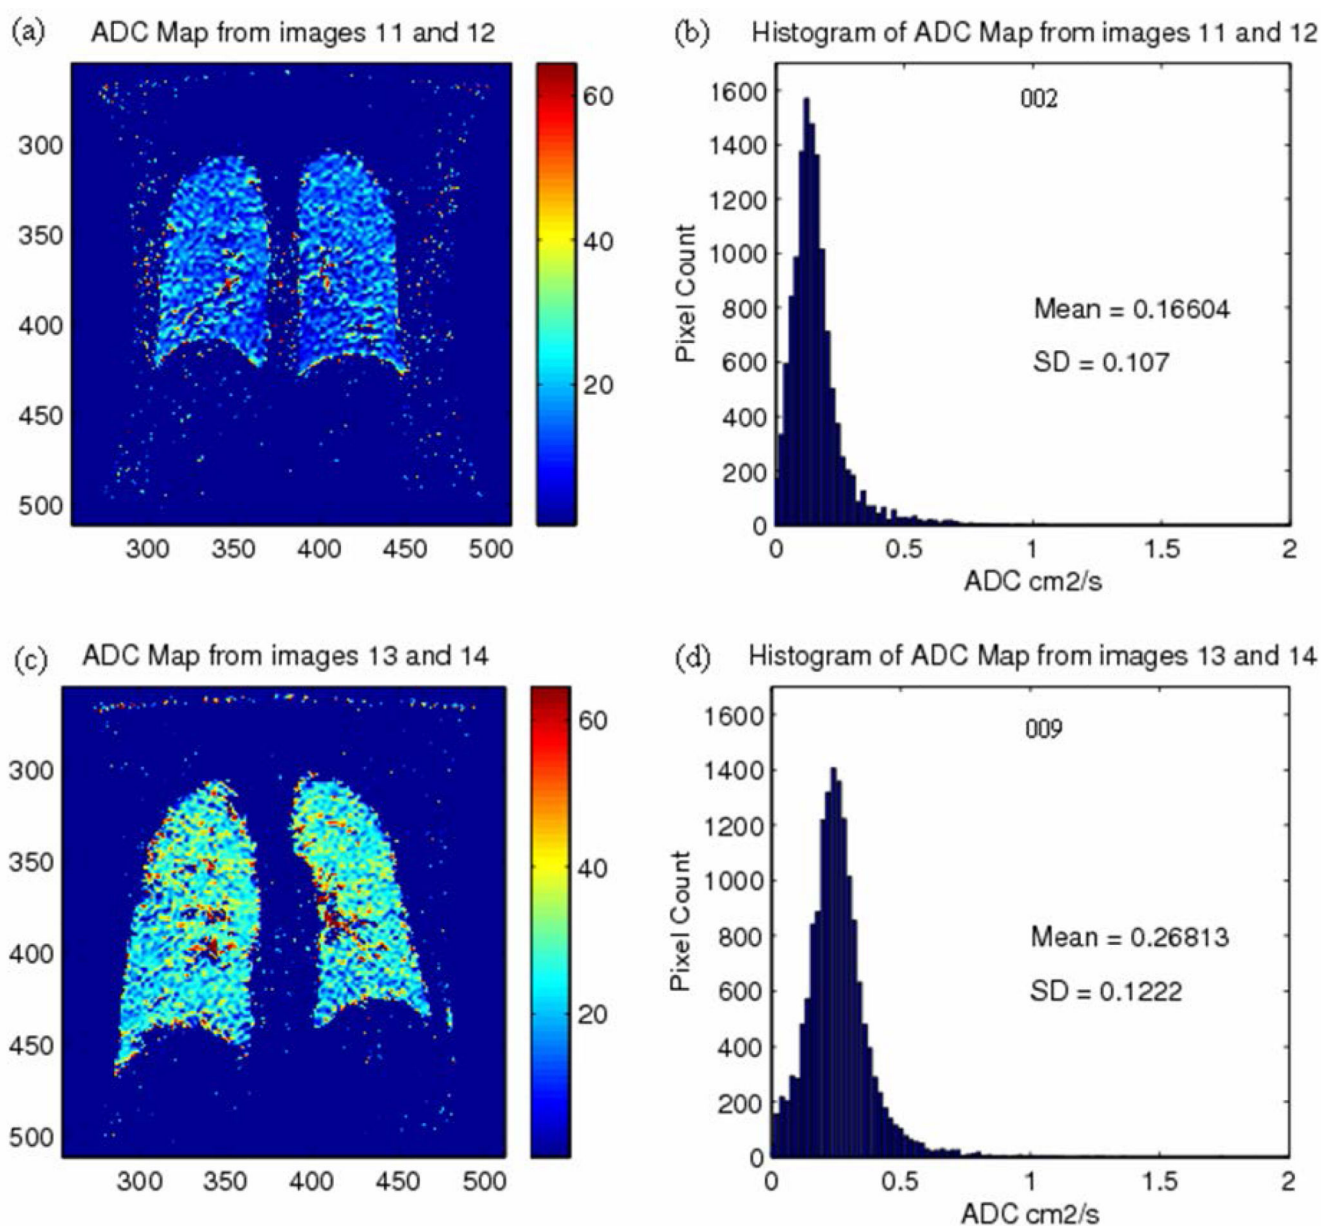 (a) ADC Map from images 11 and 12
60
40
20
300
350
400
450
500
300 350 400 450 500
(b) Histogram of ADC Map from images 11 and 12
002
Mean = 0.16604
SD = 0.107
Pixel Count
1600
1400
1200
1000
800
600
400
200
0
0 0.5 1 1.5 2
ADC cm2/s
(c) ADC Map from images 13 and 14
60
40
20
300
350
400
450
500
300 350 400 450 500
(d) Histogram of ADC Map from images 13 and 14
009
Mean = 0.26813
SD = 0.1222
Pixel Count
1600
1400
1200
1000
800
600
400
200
0
0 0.5 1 1.5 2
ADC cm2/s